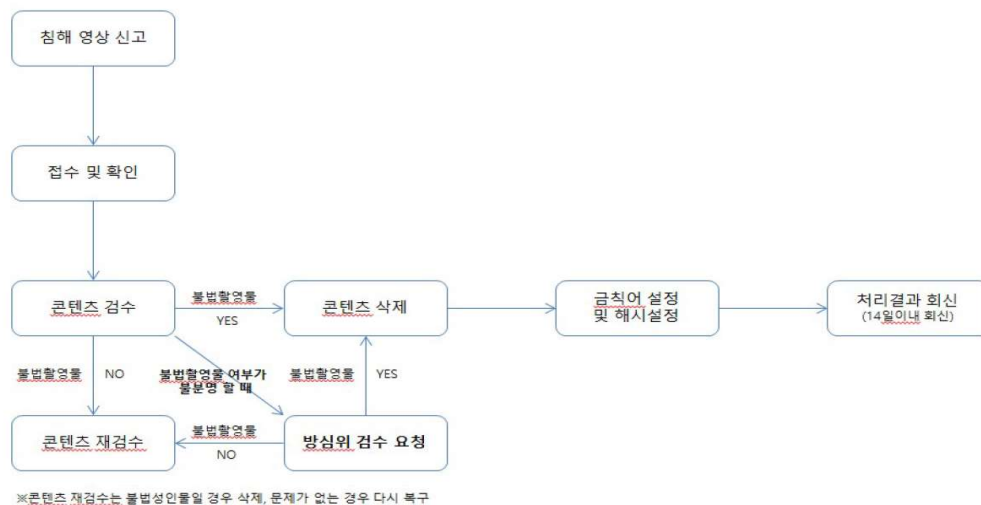 침해 영상 신고
접수 및 확인
콘텐츠 검수
불법촬영물
YES
콘텐츠 삭제
금칙어 설정
및 해시설정
처리결과 회신
(14일이내 회신)
불법촬영물
NO
불법촬영물 여부가
불분명 할 때
불법촬영물
YES
콘텐츠 재검수
불법촬영물
NO
방심위 검수 요청
※콘텐츠 재검수는 불법성인물일 경우 삭제, 문제가 없는 경우 다시 복구